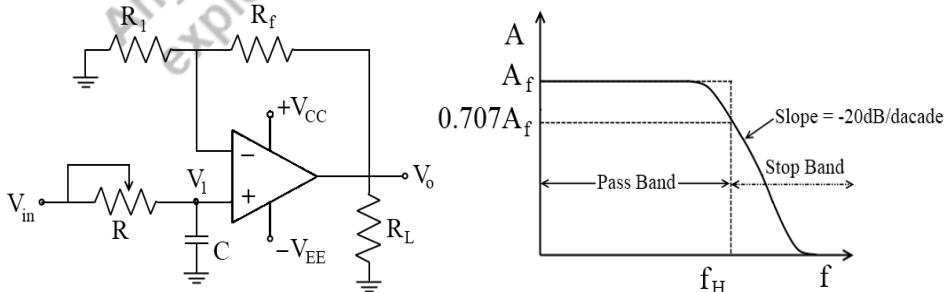 R1
Rf
+VCC
−
+
V1
Vin
R
C
−VEE
RL
Vo
A
Af
0.707Af
Slope = -20dB/dacade
Pass Band
Stop Band
fH
f